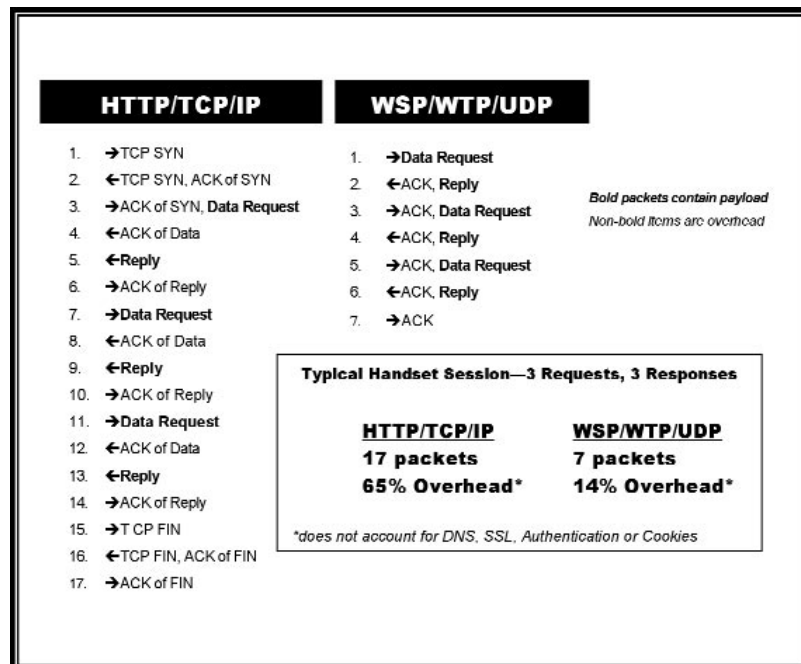 HTTP/TCP/IP
1. →TCP SYN
2. ←TCP SYN, ACK of SYN
3. →ACK of SYN, Data Request
4. ←ACK of Data
5. ←Reply
6. →ACK of Reply
7. →Data Request
8. ←ACK of Data
9. ←Reply
10. →ACK of Reply
11. →Data Request
12. ←ACK of Data
13. ←Reply
14. →ACK of Reply
15. →T CP FIN
16. ←TCP FIN, ACK of FIN
17. →ACK of FIN
WSP/WTP/UDP
1. →Data Request
2. ←ACK, Reply
3. →ACK, Data Request
4. ←ACK, Reply
5. →ACK, Data Request
6. ←ACK, Reply
7. →ACK
Bold packets contain payload
Non-bold items are overhead
Typical Handset Session—3 Requests, 3 Responses
HTTP/TCP/IP WSP/WTP/UDP
17 packets 7 packets
65% Overhead* 14% Overhead*
*does not account for DNS, SSL, Authentication or Cookies